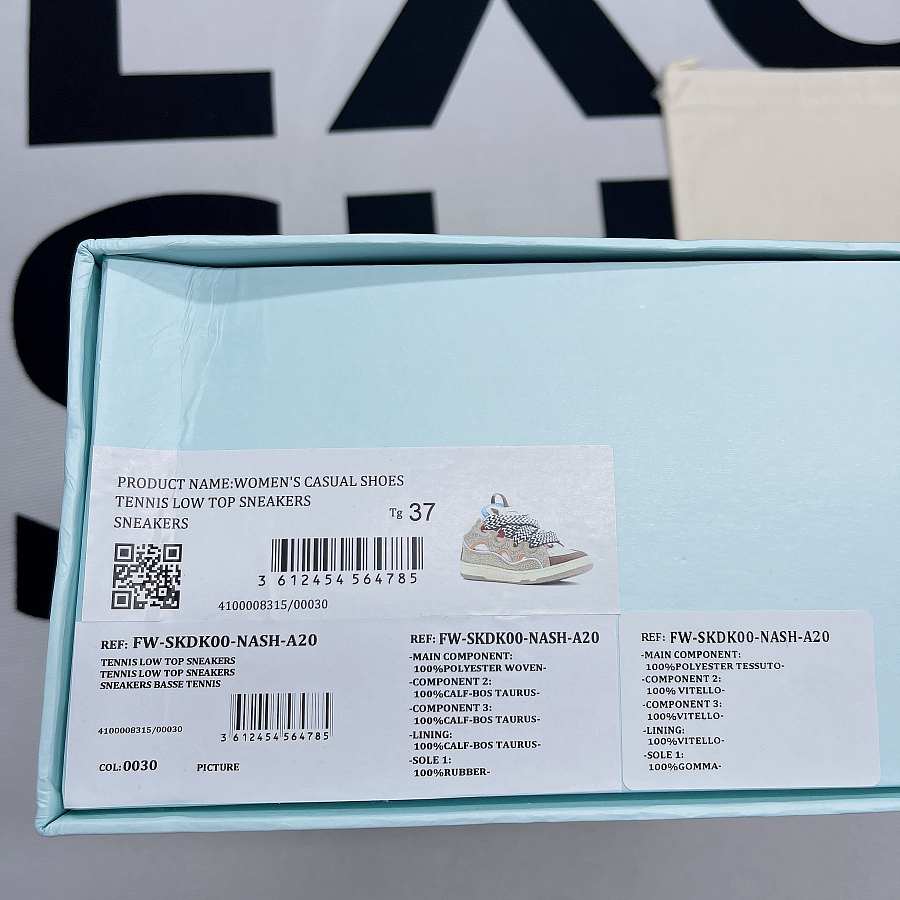 PRODUCT NAME:WOMEN'S CASUAL SHOES
TENNIS LOW TOP SNEAKERS
SNEAKERS
Tg 37
3 612454 564785
4100008315/00030
REF: FW-SKDK00-NASH-A20
TENNIS LOW TOP SNEAKERS
TENNIS LOW TOP SNEAKERS
SNEAKERS BASSE TENNIS
4100008315/00030
3 612454 564785
COL:0030 PICTURE
REF: FW-SKDK00-NASH-A20
-MAIN COMPONENT:
100%POLYESTER WOVEN-
-COMPONENT 2:
100%CALF-BOS TAURUS-
-COMPONENT 3:
100%CALF-BOS TAURUS-
-LINING:
100%CALF-BOS TAURUS-
-SOLE 1:
100%RUBBER-
REF: FW-SKDK00-NASH-A20
-MAIN COMPONENT:
100%POLYESTER TESSUTO-
-COMPONENT 2:
100% VITELLO-
-COMPONENT 3:
100%VITELLO-
-LINING:
100%VITELLO-
-SOLE 1:
100%GOMMA-